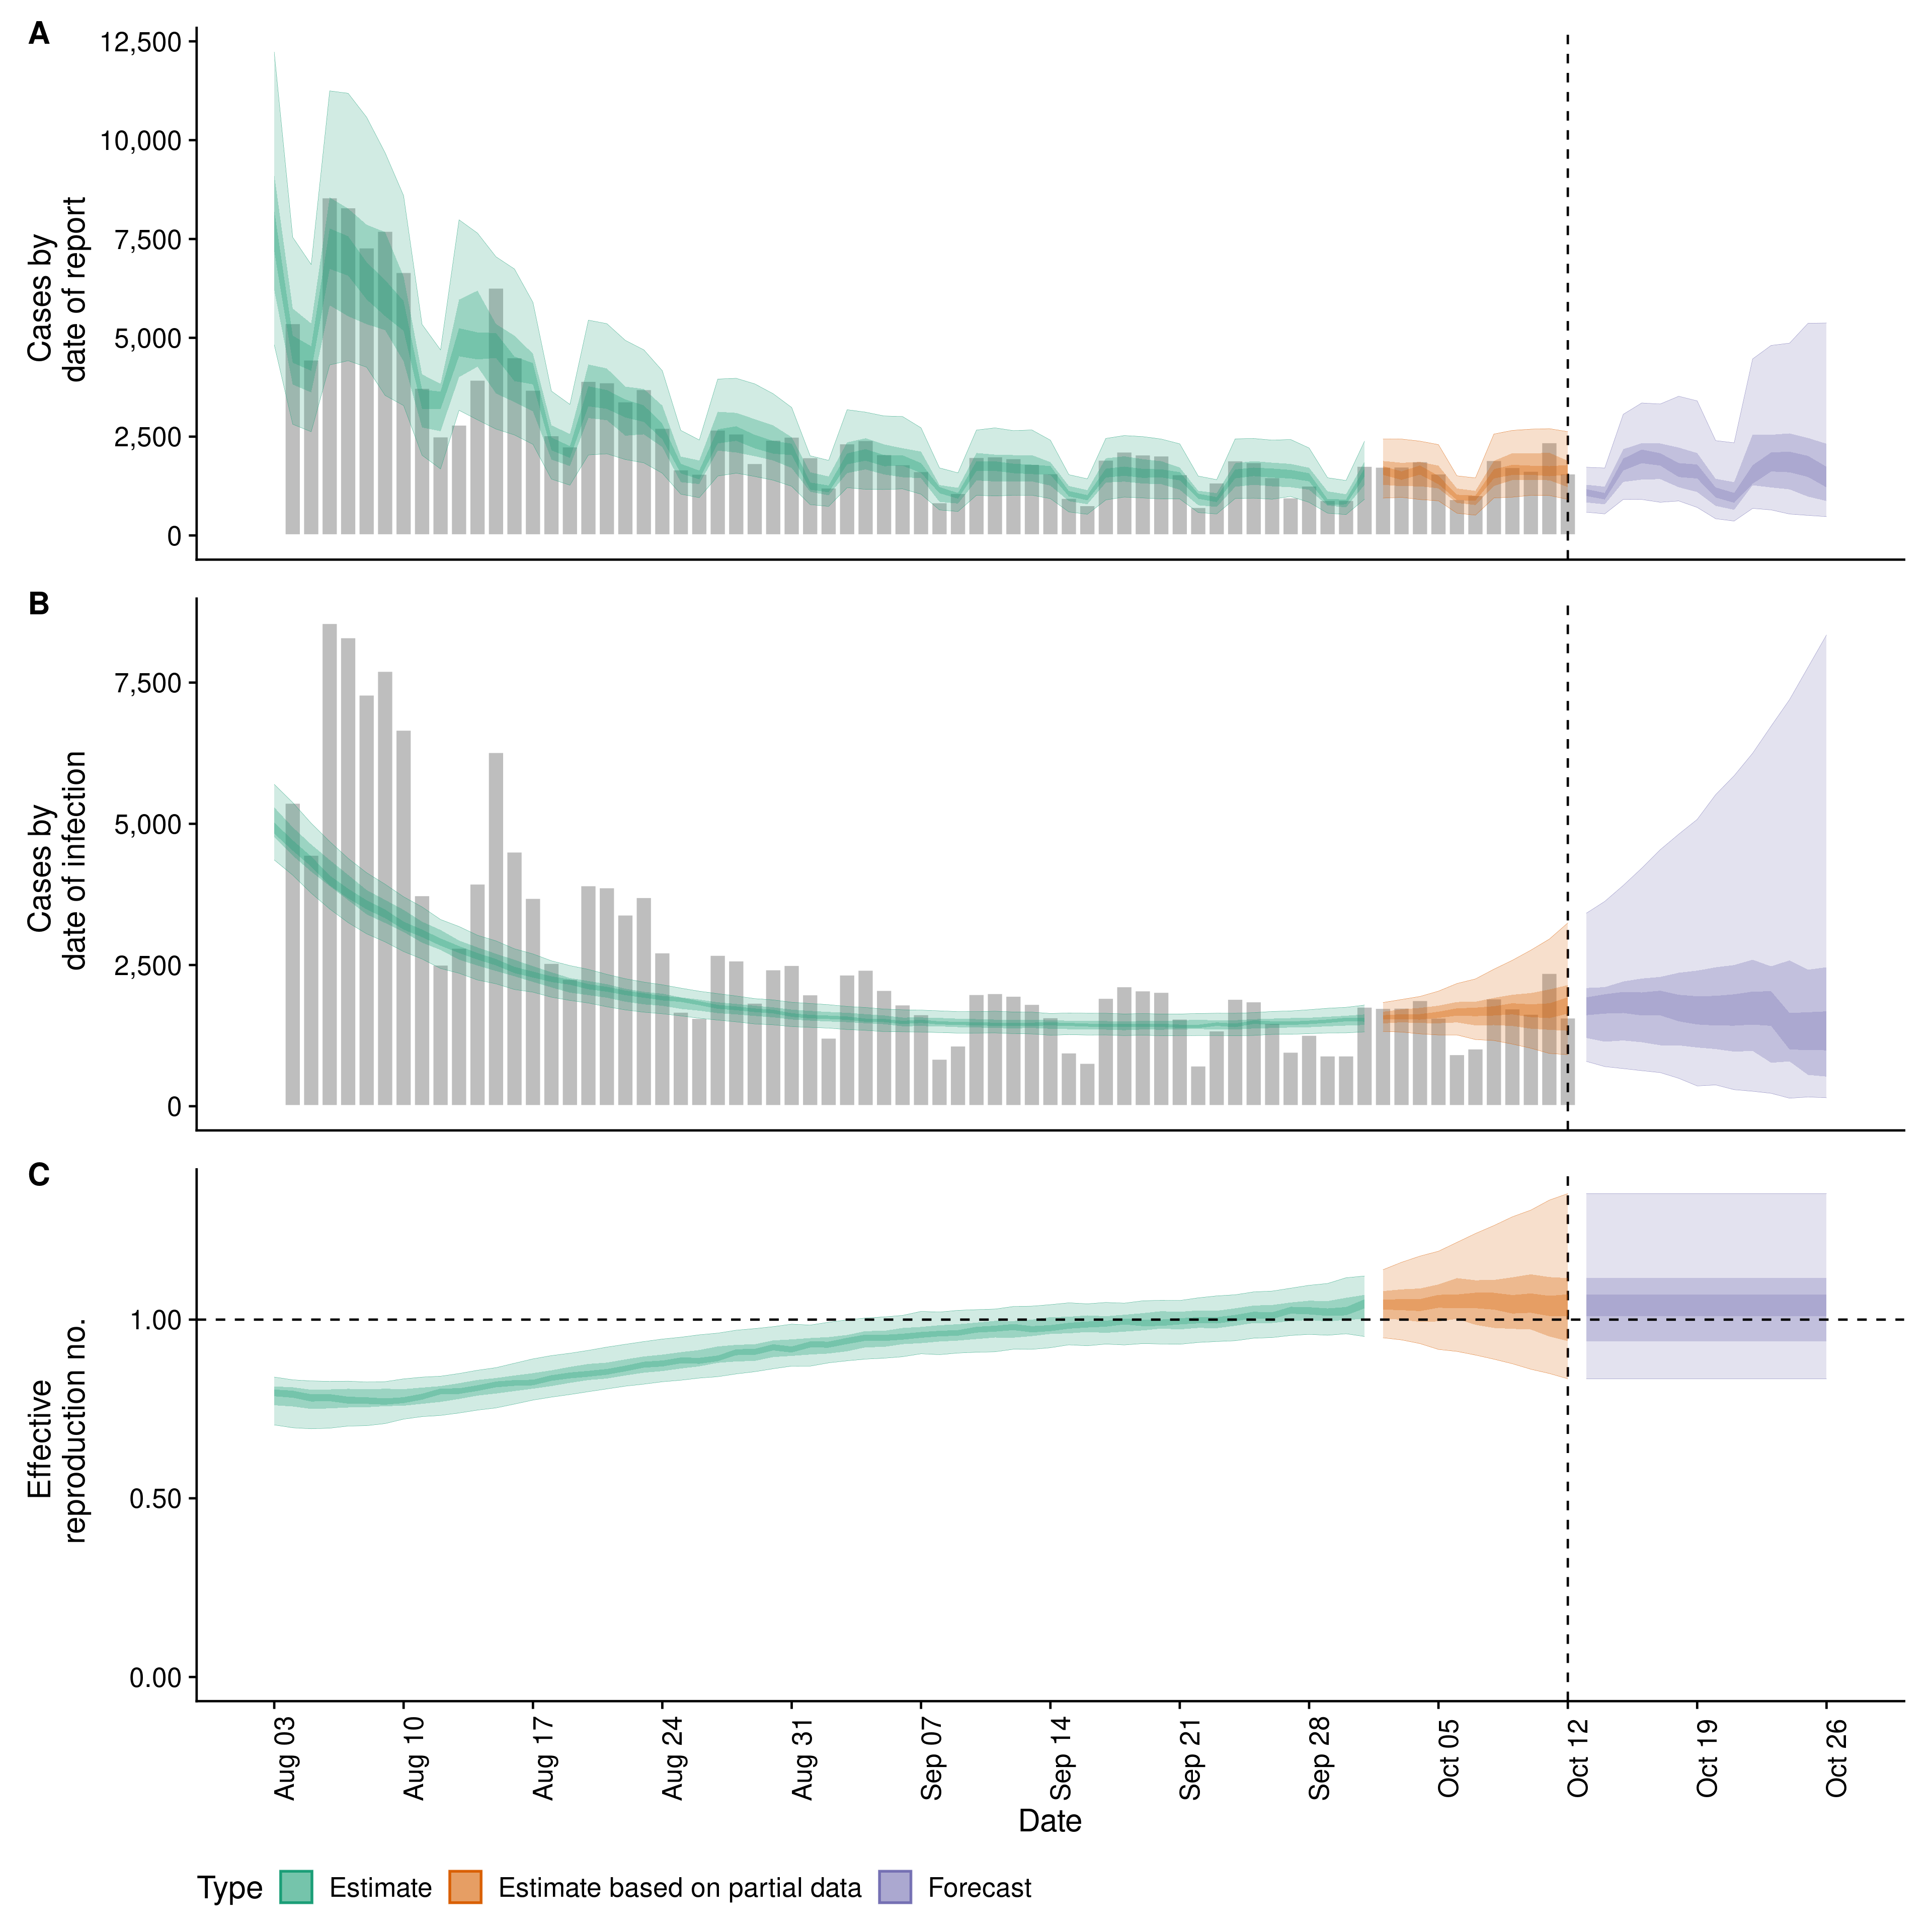 A
12,500
10,000
7,500
5,000
2,500
0
Cases by
date of report
B
7,500
5,000
2,500
0
Cases by
date of infection
C
1.00
0.50
0.00
Effective
reproduction no.
Aug 03
Aug 10
Aug 17
Aug 24
Aug 31
Sep 07
Sep 14
Sep 21
Sep 28
Oct 05
Oct 12
Oct 19
Oct 26
Date
Type Estimate Estimate based on partial data Forecast